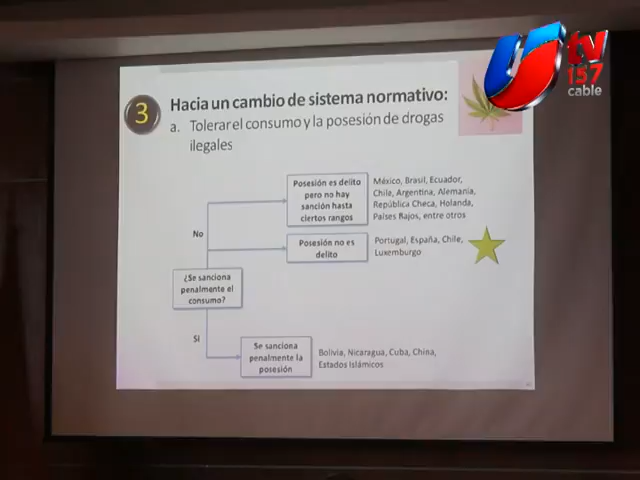 U tv
157
cable
3
Hacia un cambio de sistema normativo:
a. Tolerar el consumo y la posesión de drogas
ilegales
Posesión es delito
pero no hay
sanción hasta
ciertos rangos
México, Brasil, Ecuador,
Chile, Argentina, Alemania,
República Checa, Holanda,
Países Bajos, entre otros
No
Posesión no es
delito
Portugal, España, Chile,
Luxemburgo
¿Se sanciona
penalmente el
consumo?
Si
Se sanciona
penalmente la
posesión
Bolivia, Nicaragua, Cuba, China,
Estados Islámicos